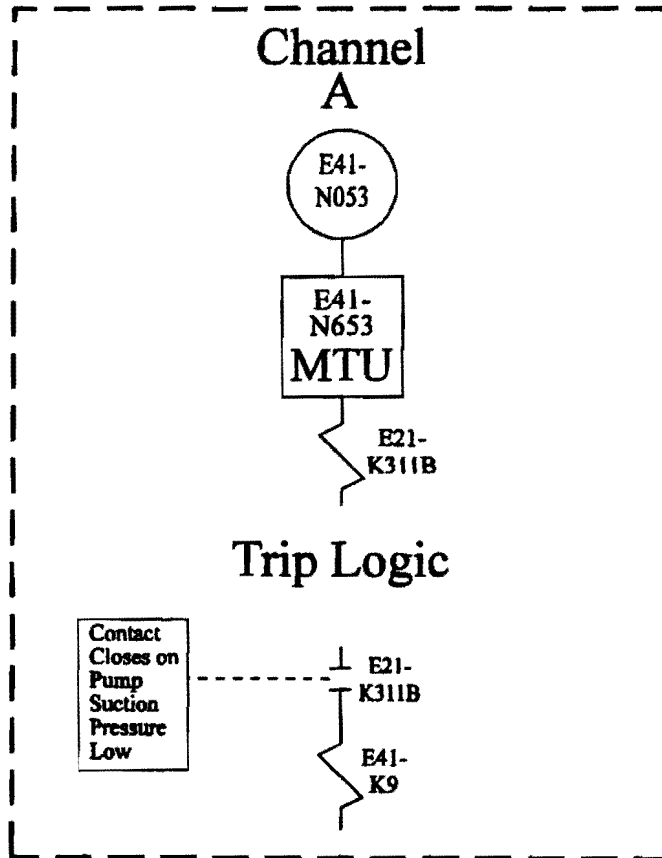 Channel
A
E41-
N053
E41-
N653
MTU
E21-
K311B
Trip Logic
Contact
Closes on
Pump
Suction
Pressure
Low
E21-
K311B
E41-
K9